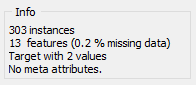 Info
303 instances
13 features (0.2 % missing data)
Target with 2 values
No meta attributes.